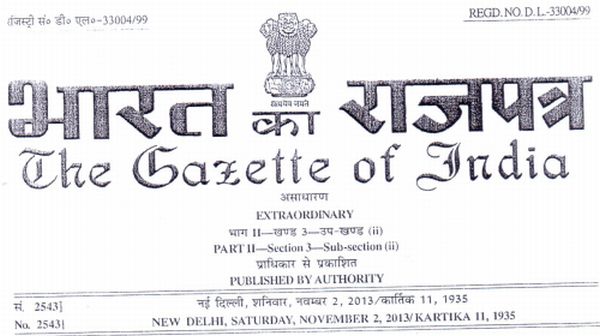 रजिस्ट्री सं० डी० एल०-33004/99
REGD. NO. D. L.-33004/99
सत्यमेव जयते
भारत का राजपत्र
The Gazette of India
असाधारण
EXTRAORDINARY
भाग II—खण्ड 3—उप-खण्ड (ii)
PART II—Section 3—Sub-section (ii)
प्राधिकार से प्रकाशित
PUBLISHED BY AUTHORITY
सं. 2543]
नई दिल्ली, शनिवार, नवम्बर 2, 2013/कार्तिक 11, 1935
No. 2543]
NEW DELHI, SATURDAY, NOVEMBER 2, 2013/KARTIKA 11, 1935